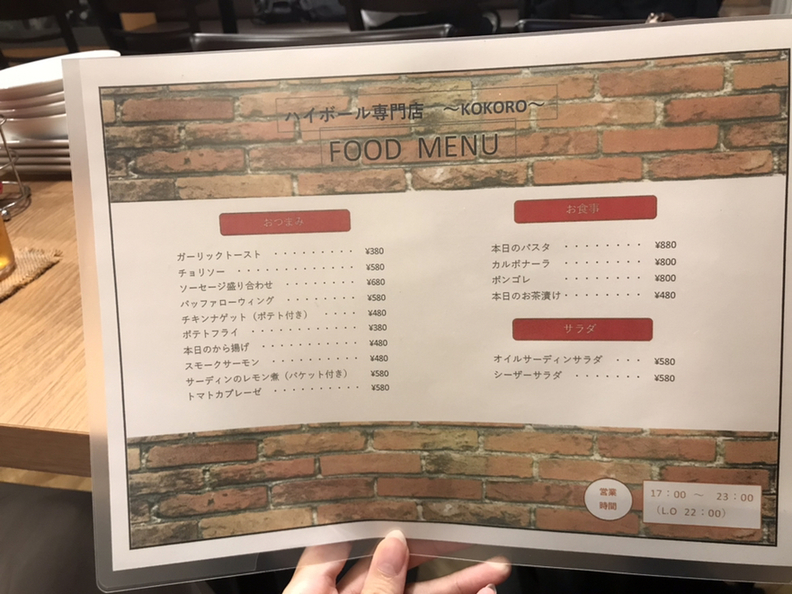 ハイボール専門店 ～KOKORO～
FOOD MENU
おつまみ
ガーリックトースト ・・・・・・・・・ ¥380
チョリソー ・・・・・・・・・・・・・ ¥580
ソーセージ盛り合わせ ・・・・・・・・ ¥680
バッファローウィング ・・・・・・・・ ¥580
チキンナゲット（ポテト付き） ・・・・ ¥480
ポテトフライ ・・・・・・・・・・・・ ¥380
本日のから揚げ ・・・・・・・・・・・ ¥480
スモークサーモン ・・・・・・・・・・ ¥480
サーディンのレモン煮（バケット付き） ¥580
トマトカプレーゼ ・・・・・・・・・・ ¥580
お食事
本日のパスタ ・・・・・・・・ ¥880
カルボナーラ ・・・・・・・・ ¥800
ボンゴレ ・・・・・・・・・・ ¥800
本日のお茶漬け・・・・・・・・ ¥480
サラダ
オイルサーディンサラダ ・・・・ ¥580
シーザーサラダ ・・・・・・・ ¥580
営業
時間
17：00 ～ 23：00
（L.O 22：00）